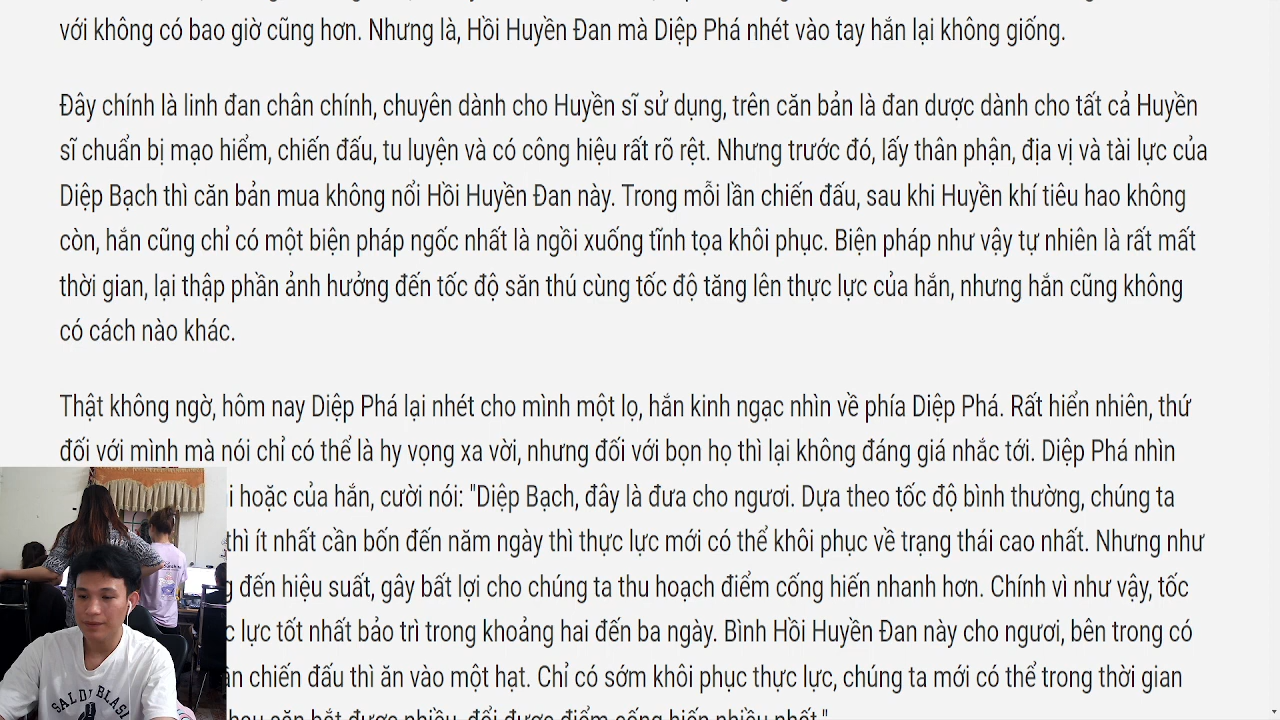 với không có bao giờ cũng hơn. Nhưng là, Hồi Huyền Đan mà Diệp Phá nhét vào tay hắn lại không giống.
Đây chính là linh đan chân chính, chuyên dành cho Huyền sĩ sử dụng, trên căn bản là đan dược dành cho tất cả Huyền
sĩ chuẩn bị mạo hiểm, chiến đấu, tu luyện và có công hiệu rất rõ rệt. Nhưng trước đó, lấy thân phận, địa vị và tài lực của
Diệp Bạch thì căn bản mua không nổi Hồi Huyền Đan này. Trong mỗi lần chiến đấu, sau khi Huyền khí tiêu hao không
còn, hắn cũng chỉ có một biện pháp ngốc nhất là ngồi xuống tĩnh tọa khôi phục. Biện pháp như vậy tự nhiên là rất mất
thời gian, lại thập phần ảnh hưởng đến tốc độ săn thú cùng tốc độ tăng lên thực lực của hắn, nhưng hắn cũng không
có cách nào khác.
Thật không ngờ, hôm nay Diệp Phá lại nhét cho mình một lọ, hắn kinh ngạc nhìn về phía Diệp Phá. Rất hiển nhiên, thứ
đối với mình mà nói chỉ có thể là hy vọng xa vời, nhưng đối với bọn họ thì lại không đáng giá nhắc tới. Diệp Phá nhìn
hoặc của hắn, cười nói: "Diệp Bạch, đây là đưa cho ngươi. Dựa theo tốc độ bình thường, chúng ta
thì ít nhất cần bốn đến năm ngày thì thực lực mới có thể khôi phục về trạng thái cao nhất. Nhưng như
đến hiệu suất, gây bất lợi cho chúng ta thu hoạch điểm cống hiến nhanh hơn. Chính vì như vậy, tốc
lực tốt nhất bảo trì trong khoảng hai đến ba ngày. Bình Hồi Huyền Đan này cho ngươi, bên trong có
chiến đấu thì ăn vào một hạt. Chỉ có sớm khôi phục thực lực, chúng ta mới có thể trong thời gian
săn bắt được nhiều, đổi được điểm cống hiến nhiều nhất."
SALD BLAS